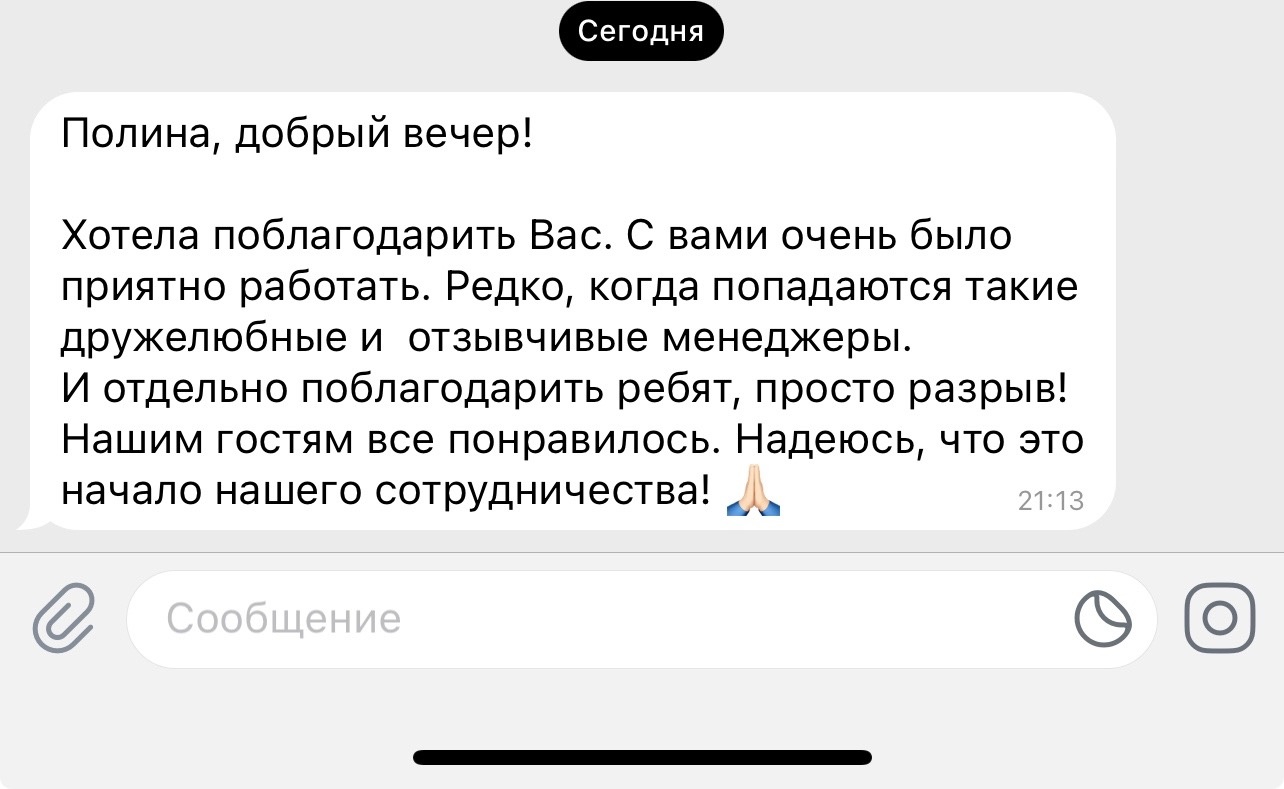 Сегодня
Полина, добрый вечер!
Хотела поблагодарить Вас. С вами очень было
приятно работать. Редко, когда попадаются такие
дружелюбные и  отзывчивые менеджеры.
И отдельно поблагодарить ребят, просто разрыв!
Нашим гостям все понравилось. Надеюсь, что это
начало нашего сотрудничества! 🙏🏻
21:13
Сообщение